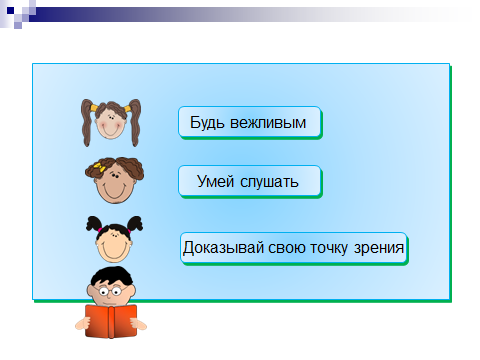 Будь вежливым
Умей слушать
Доказывай свою точку зрения